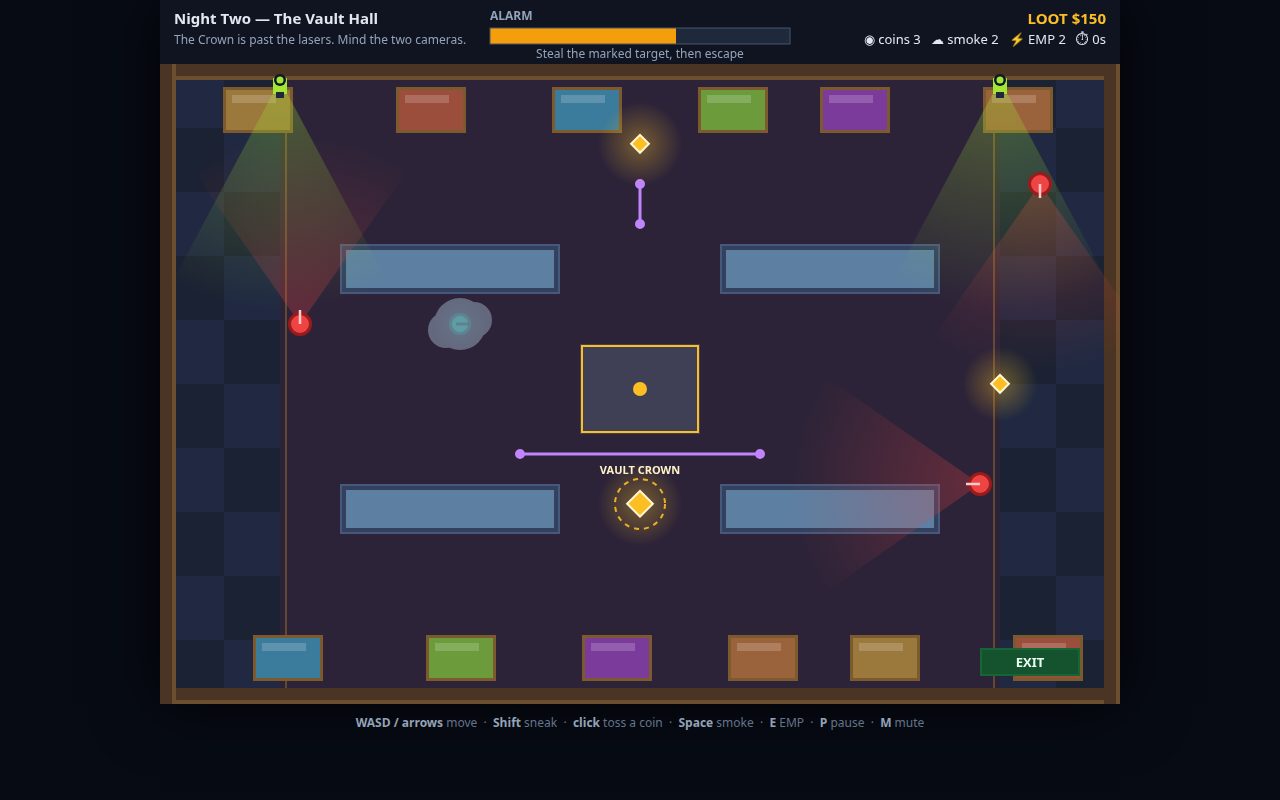 Night Two — The Vault Hall
The Crown is past the lasers. Mind the two cameras.
ALARM
Steal the marked target, then escape
LOOT $150
◉ coins 3 ☁ smoke 2 ⚡ EMP 2 ⏱ 0s
VAULT CROWN
EXIT
WASD / arrows move · Shift sneak · click toss a coin · Space smoke · E EMP · P pause · M mute